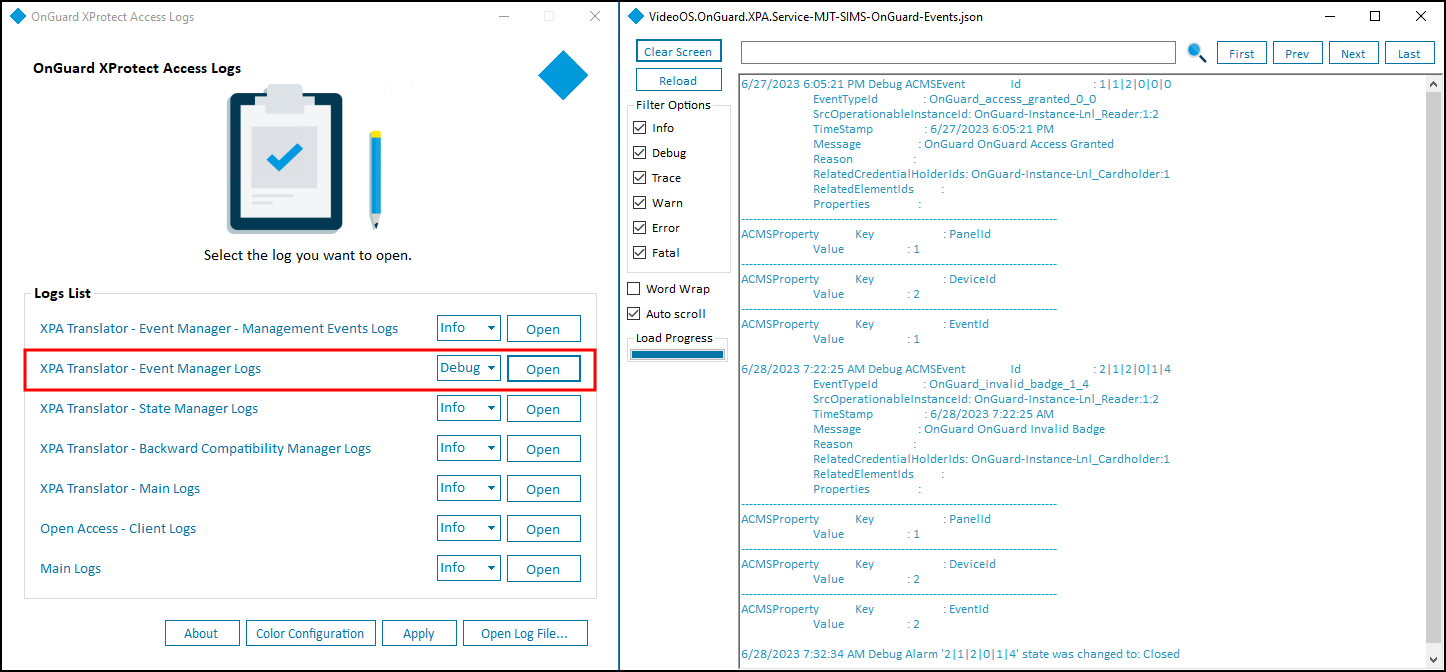 OnGuard XProtect Access Logs
OnGuard XProtect Access Logs
Select the log you want to open.
Logs List
XPA Translator - Event Manager - Management Events Logs Info Open
XPA Translator - Event Manager Logs Debug Open
XPA Translator - State Manager Logs Info Open
XPA Translator - Backward Compatibility Manager Logs Info Open
XPA Translator - Main Logs Info Open
Open Access - Client Logs Info Open
Main Logs Info Open
About Color Configuration Apply Open Log File...
VideoOS.OnGuard.XPA.Service-MJT-SIMS-OnGuard-Events.json
Clear Screen
Reload
First Prev Next Last
Filter Options
Info
Debug
Trace
Warn
Error
Fatal
Word Wrap
Auto scroll
Load Progress
6/27/2023 6:05:21 PM Debug ACMSEvent Id : 1|1|2|0|0|0
EventTypeId : OnGuard_access_granted_0_0
SrcOperationableInstanceId: OnGuard-Instance-Lnl_Reader:1:2
TimeStamp : 6/27/2023 6:05:21 PM
Message : OnGuard OnGuard Access Granted
Reason :
RelatedCredentialHolderIds: OnGuard-Instance-Lnl_Cardholder:1
RelatedElementIds :
Properties :
----------------------------------------------------------------------
ACMSProperty Key : PanelId
Value : 1
----------------------------------------------------------------------
ACMSProperty Key : DeviceId
Value : 2
----------------------------------------------------------------------
ACMSProperty Key : EventId
Value : 1
6/28/2023 7:22:25 AM Debug ACMSEvent Id : 2|1|2|0|1|4
EventTypeId : OnGuard_invalid_badge_1_4
SrcOperationableInstanceId: OnGuard-Instance-Lnl_Reader:1:2
TimeStamp : 6/28/2023 7:22:25 AM
Message : OnGuard OnGuard Invalid Badge
Reason :
RelatedCredentialHolderIds: OnGuard-Instance-Lnl_Cardholder:1
RelatedElementIds :
Properties :
----------------------------------------------------------------------
ACMSProperty Key : PanelId
Value : 1
----------------------------------------------------------------------
ACMSProperty Key : DeviceId
Value : 2
----------------------------------------------------------------------
ACMSProperty Key : EventId
Value : 2
6/28/2023 7:32:34 AM Debug Alarm '2|1|2|0|1|4' state was changed to: Closed